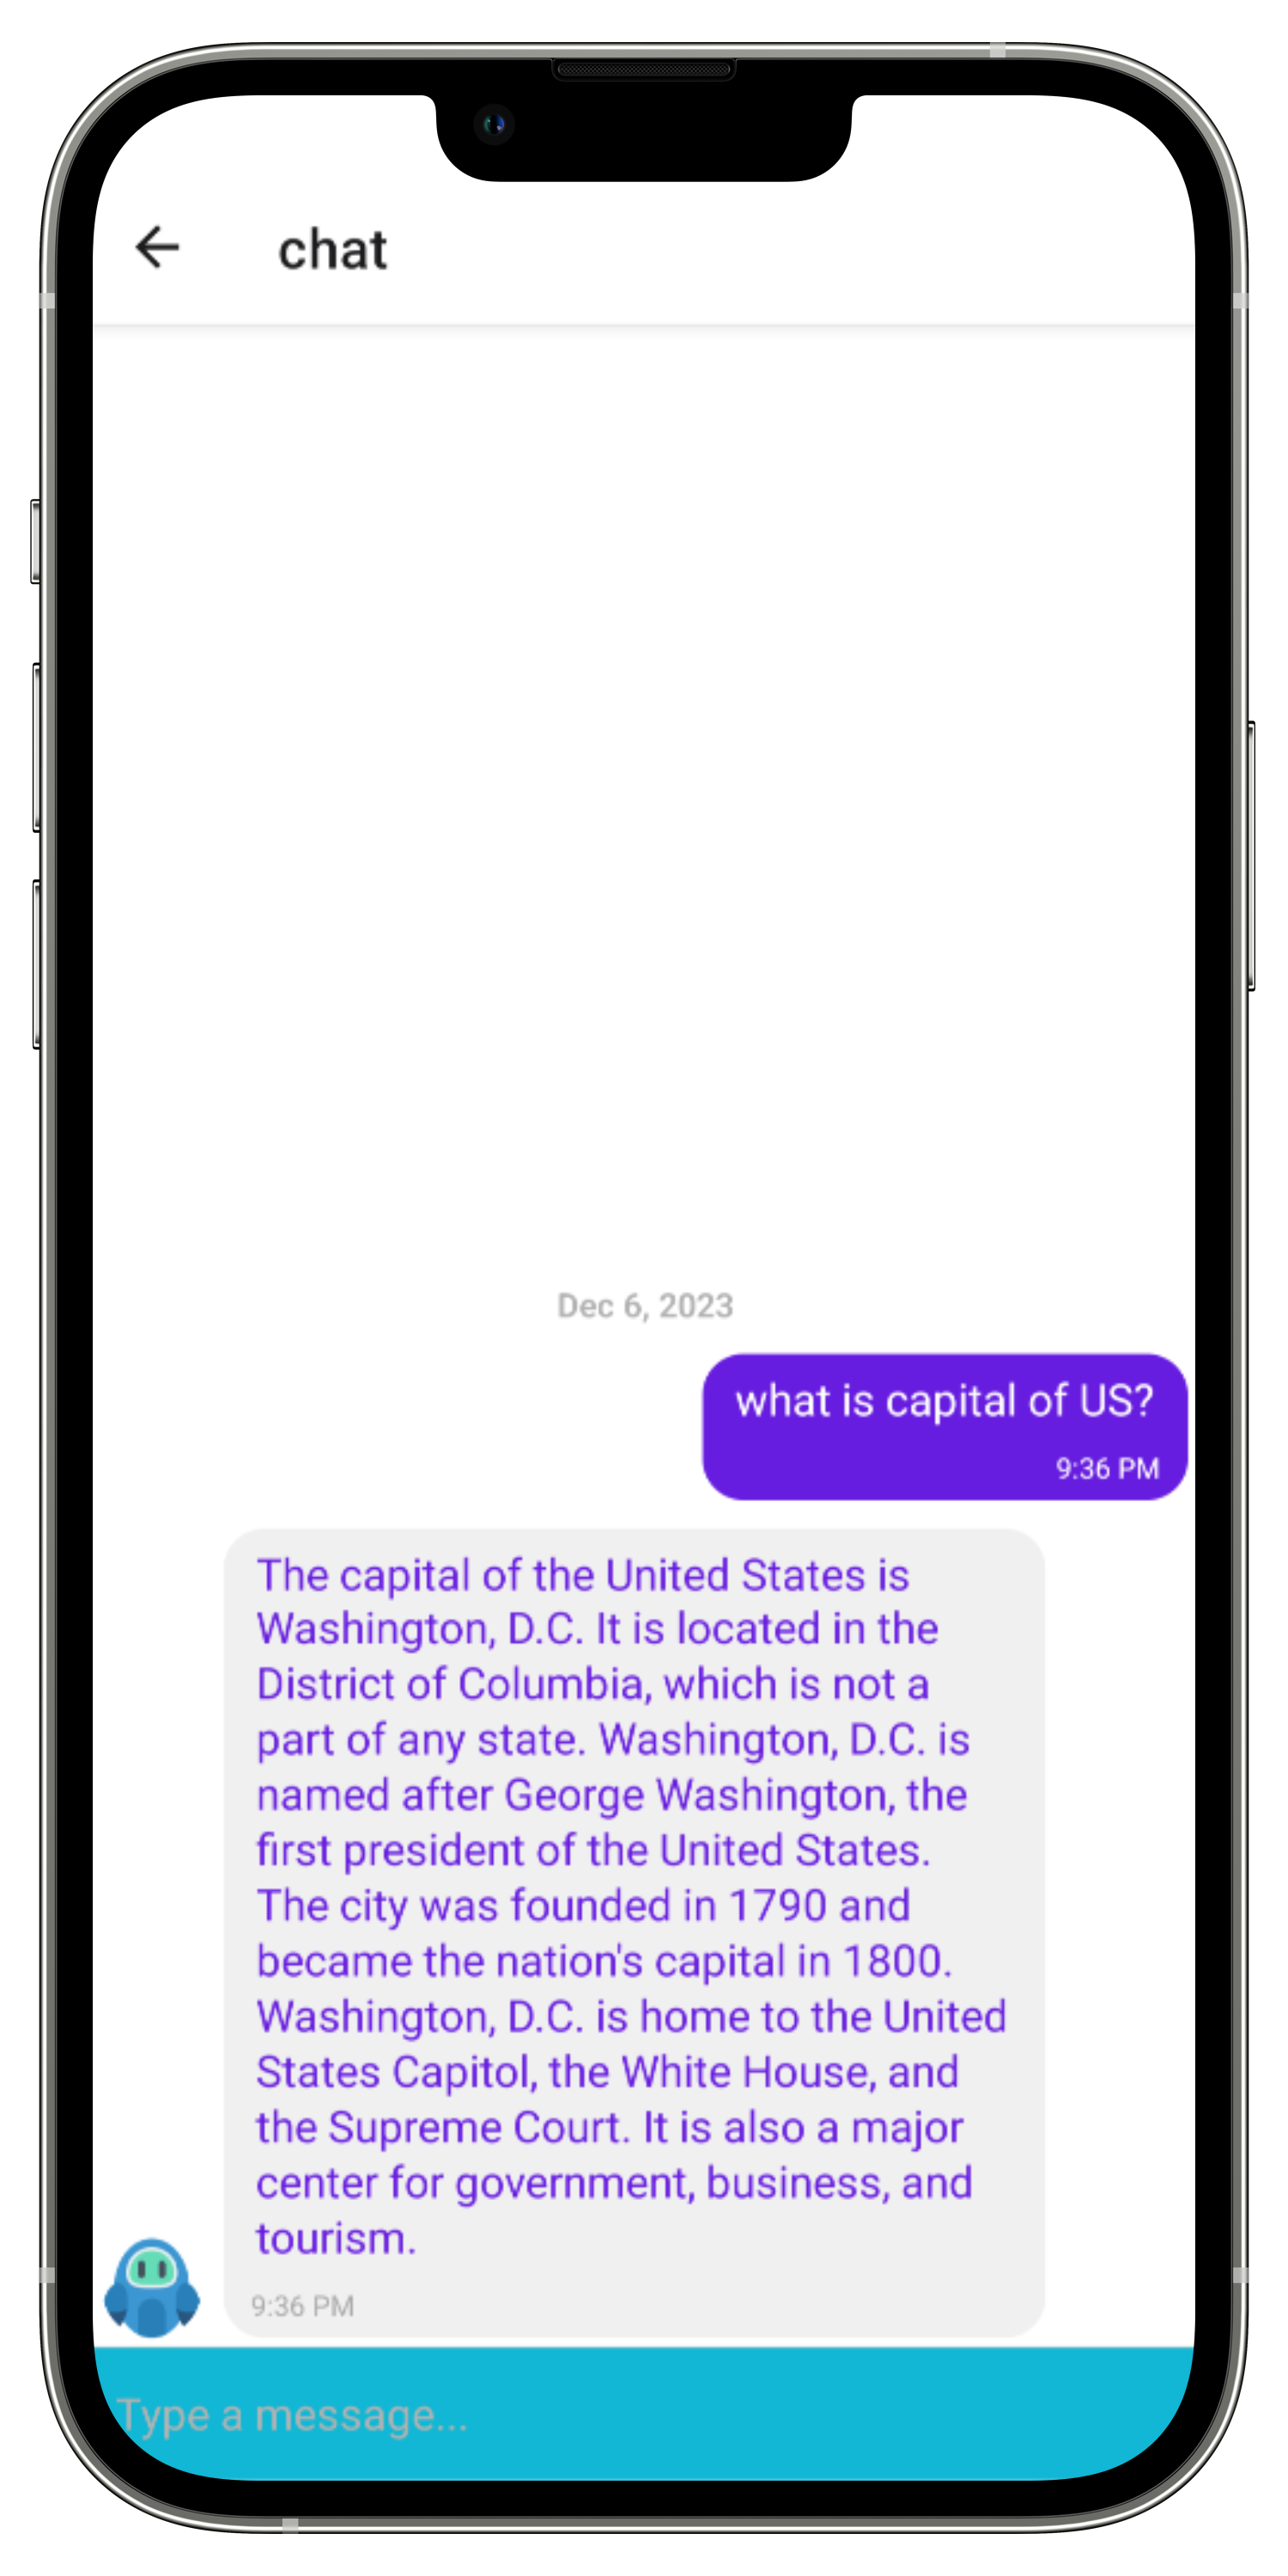 chat
Dec 6, 2023
what is capital of US?
9:36 PM
The capital of the United States is
Washington, D.C. It is located in the
District of Columbia, which is not a
part of any state. Washington, D.C. is
named after George Washington, the
first president of the United States.
The city was founded in 1790 and
became the nation's capital in 1800.
Washington, D.C. is home to the United
States Capitol, the White House, and
the Supreme Court. It is also a major
center for government, business, and
tourism.
9:36 PM
Type a message...